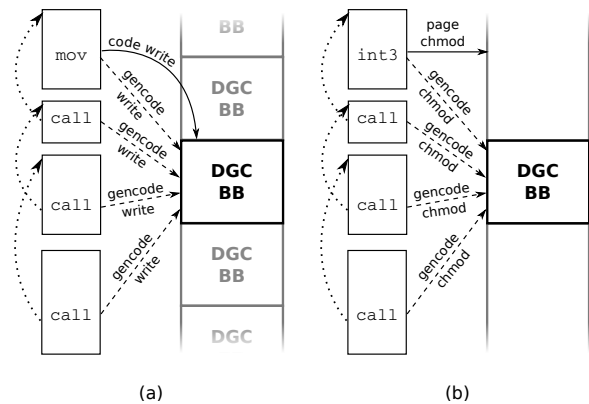 mov
call
call
call
code write
gencode
write
gencode
write
gencode
write
gencode
write
BB
DGC
BB
DGC
BB
DGC
BB
DGC
(a)
int3
call
call
call
page
chmod
gencode
chmod
gencode
chmod
gencode
chmod
gencode
chmod
DGC
BB
(b)